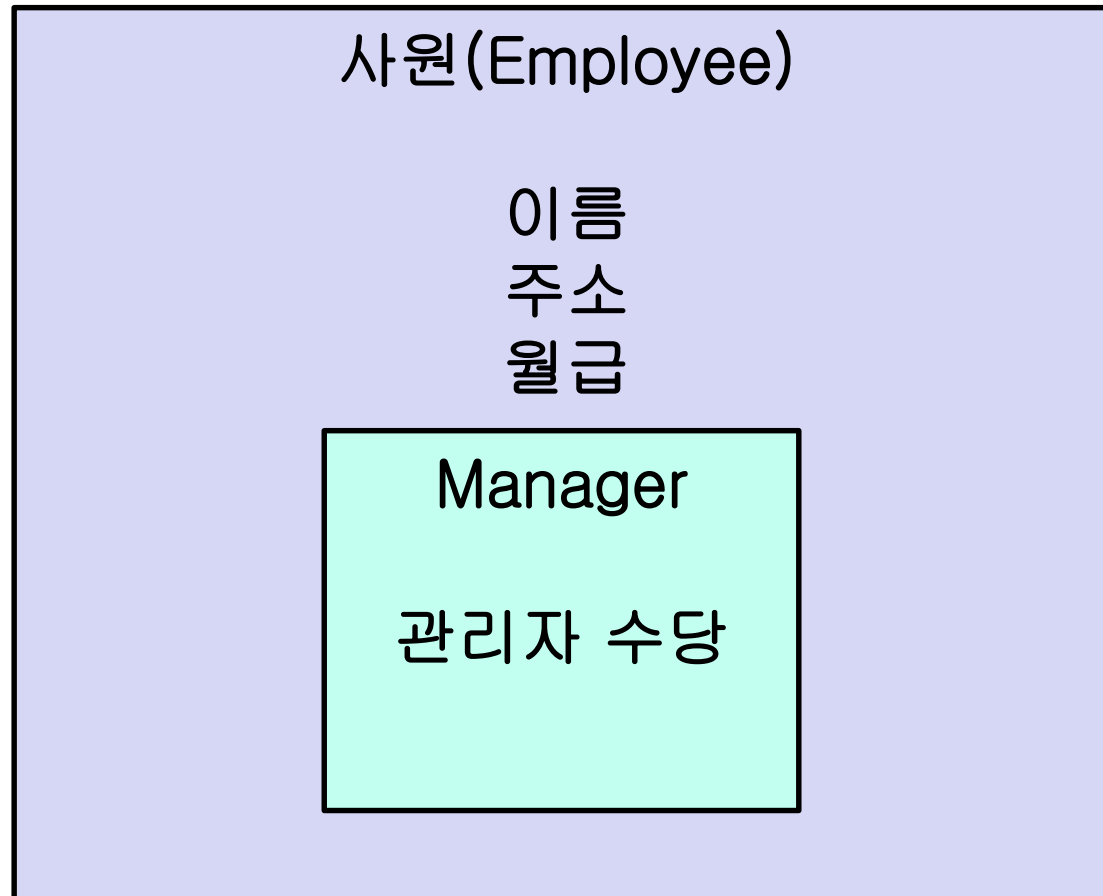 사원(Employee)
이름
주소
월급
Manager
관리자 수당